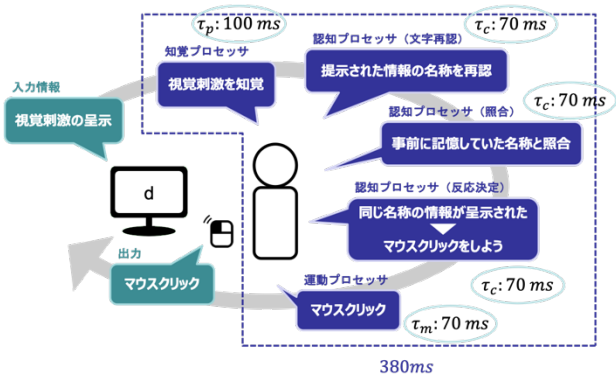 τp: 100 ms
τc: 70 ms
知覚プロセッサ
認知プロセッサ（文字再認）
視覚刺激を知覚
提示された情報の名称を再認
入力情報
視覚刺激の呈示
τc: 70 ms
認知プロセッサ（照合）
事前に記憶していた名称と照合
d
認知プロセッサ（反応決定）
同じ名称の情報が呈示された
マウスクリックをしよう
出力
マウスクリック
運動プロセッサ
マウスクリック
τc: 70 ms
τm: 70 ms
380ms